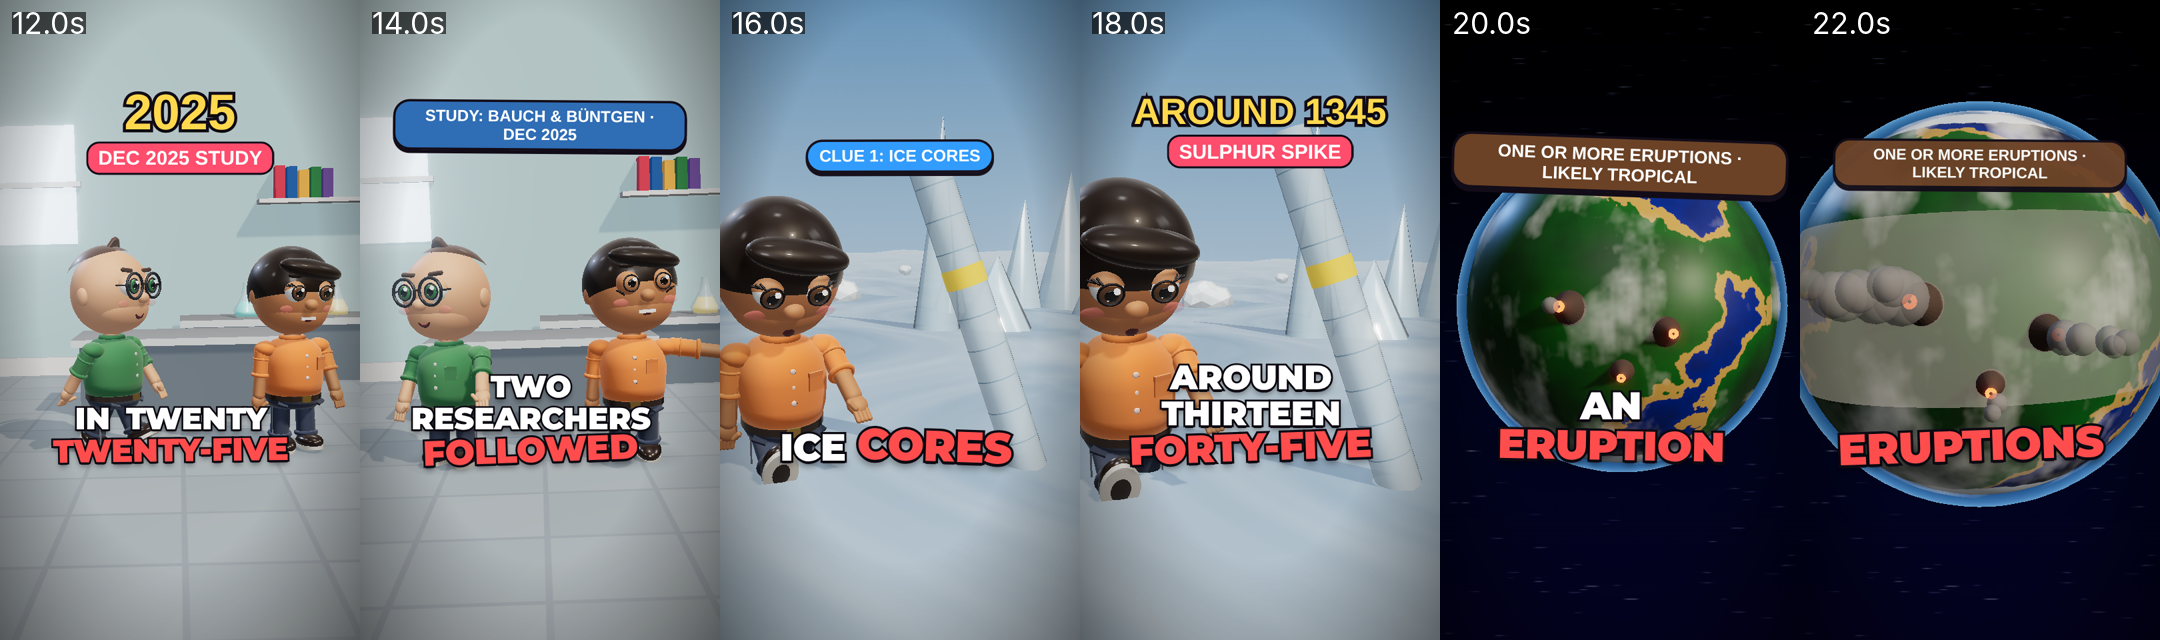 12.0s
2025
DEC 2025 STUDY
IN TWENTY
TWENTY-FIVE
14.0s
STUDY: BAUCH & BÜNTGEN ·
DEC 2025
TWO
RESEARCHERS
FOLLOWED
16.0s
CLUE 1: ICE CORES
ICE CORES
18.0s
AROUND 1345
SULPHUR SPIKE
AROUND
THIRTEEN
FORTY-FIVE
20.0s
ONE OR MORE ERUPTIONS ·
LIKELY TROPICAL
AN
ERUPTION
22.0s
ONE OR MORE ERUPTIONS ·
LIKELY TROPICAL
ERUPTIONS